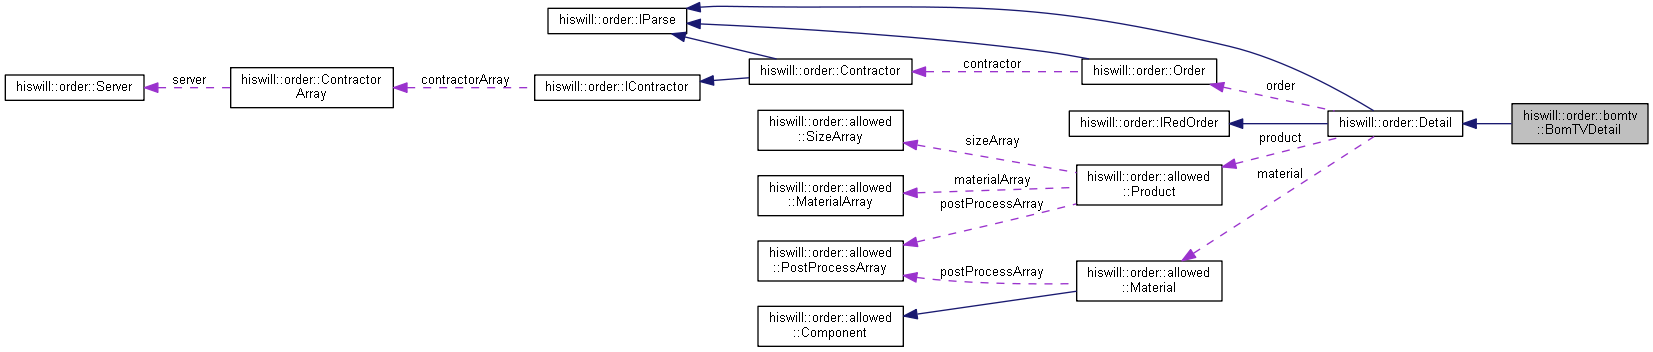 hiswill::order::IParse
hiswill::order::Server
server
hiswill::order::Contractor
Array
contractorArray
hiswill::order::IContractor
hiswill::order::Contractor
contractor
hiswill::order::Order
order
hiswill::order::allowed
::SizeArray
sizeArray
hiswill::order::IRedOrder
hiswill::order::Detail
hiswill::order::bomtv
::BomTVDetail
product
material
hiswill::order::allowed
::MaterialArray
materialArray
postProcessArray
hiswill::order::allowed
::Product
hiswill::order::allowed
::PostProcessArray
postProcessArray
hiswill::order::allowed
::Material
hiswill::order::allowed
::Component